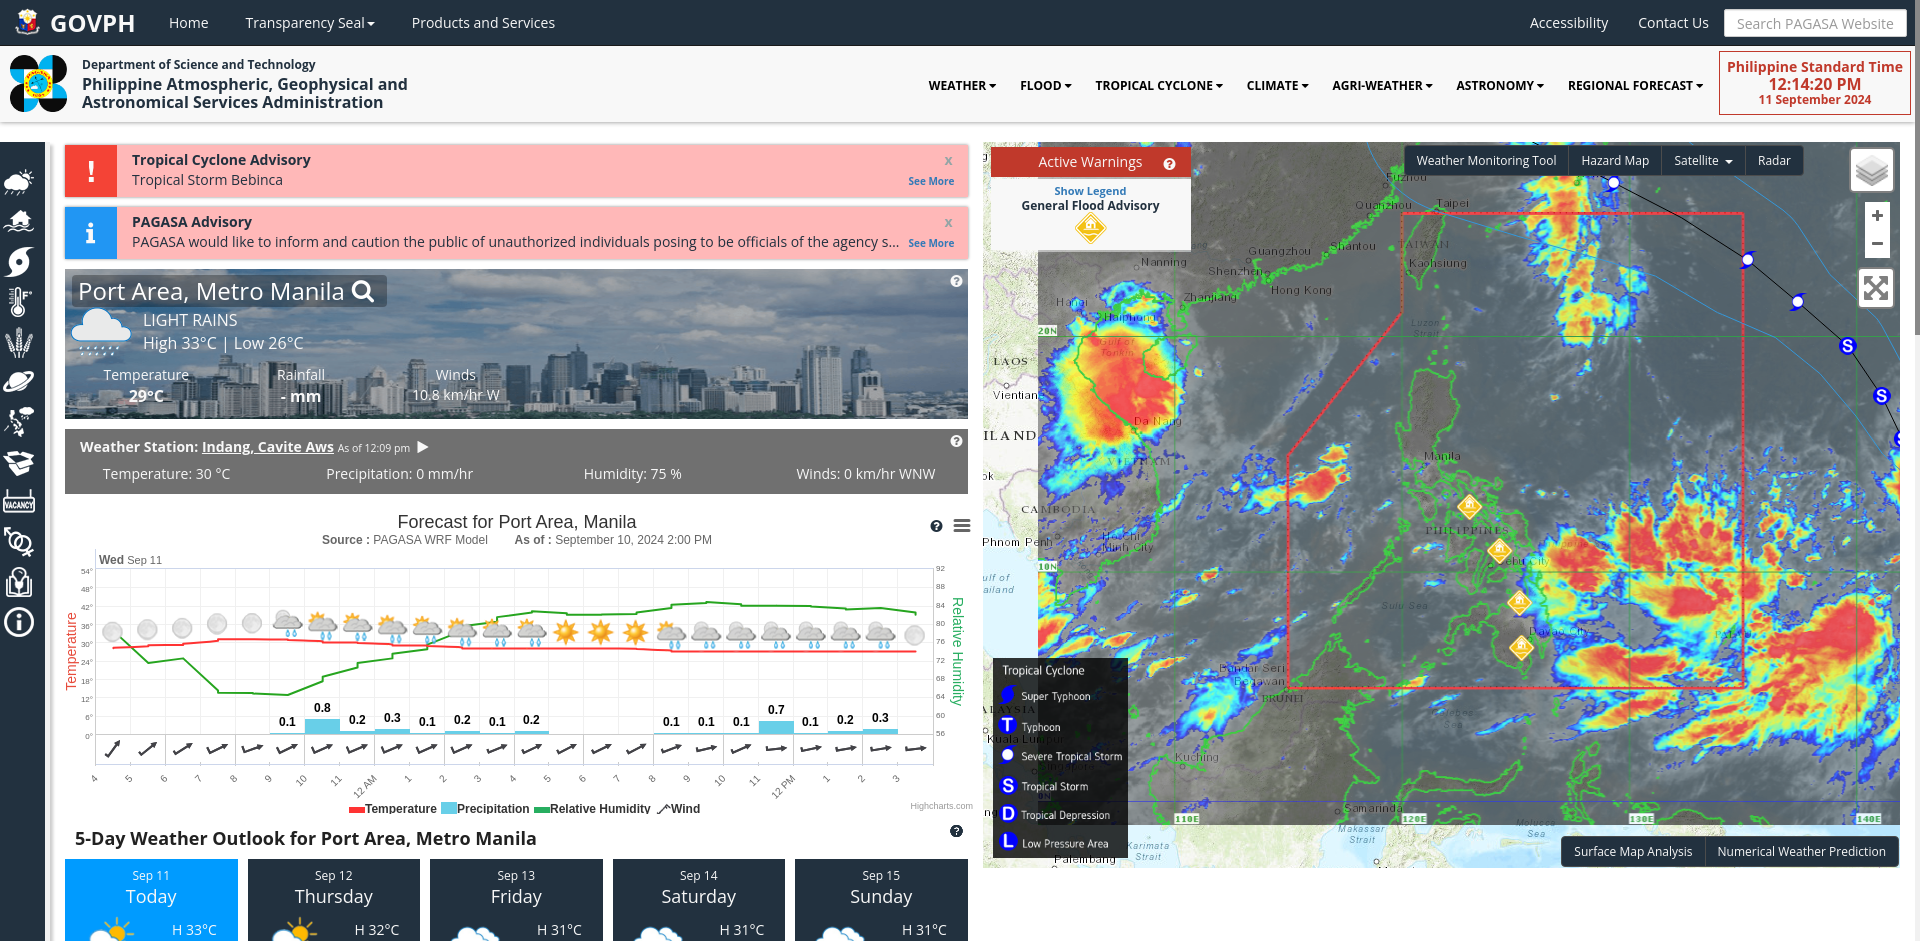 GOVPH
Home
Transparency Seal
Products and Services
Accessibility
Contact Us
Search PAGASA Website
Department of Science and Technology
Philippine Atmospheric, Geophysical and
Astronomical Services Administration
WEATHER
FLOOD
TROPICAL CYCLONE
CLIMATE
AGRI-WEATHER
ASTRONOMY
REGIONAL FORECAST
Philippine Standard Time
12:14:20 PM
11 September 2024
Tropical Cyclone Advisory
x
Tropical Storm Bebinca
See More
PAGASA Advisory
x
PAGASA would like to inform and caution the public of unauthorized individuals posing to be officials of the agency s...
See More
Port Area, Metro Manila
LIGHT RAINS
High 33°C | Low 26°C
Temperature
Rainfall
Winds
29°C
- mm
10.8 km/hr W
Weather Station: Indang, Cavite Aws As of 12:09 pm
Temperature: 30 °C
Precipitation: 0 mm/hr
Humidity: 75 %
Winds: 0 km/hr WNW
VACANCY
Forecast for Port Area, Manila
Source : PAGASA WRF Model As of : September 10, 2024 2:00 PM
Wed Sep 11
54°
48°
42°
36°
30°
24°
18°
12°
6°
0°
Temperature
92
88
84
80
76
72
68
64
60
56
Relative Humidity
0.1
0.8
0.2
0.3
0.1
0.2
0.1
0.2
0.1
0.1
0.1
0.7
0.1
0.2
0.3
4
5
6
7
8
9
10
11
12 AM
1
2
3
4
5
6
7
8
9
10
11
12 PM
1
2
3
Temperature
Precipitation
Relative Humidity
Wind
Highcharts.com
5-Day Weather Outlook for Port Area, Metro Manila
Sep 11
Today
H 33°C
Sep 12
Thursday
H 32°C
Sep 13
Friday
H 31°C
Sep 14
Saturday
H 31°C
Sep 15
Sunday
H 31°C
Active Warnings
Show Legend
General Flood Advisory
Weather Monitoring Tool
Hazard Map
Satellite
Radar
+
−
Fuzhou
Quanzhou
Taipei
TAIWAN
Kaohsiung
Guangzhou
Shantou
Nanning
Shenzhen
Hong Kong
Zhanjiang
Hanoi
Haiphong
Gulf of
Tonkin
Luzon
Strait
20N
LAOS
Vientian
ILAND
Da Nang
VIETNAM
Manila
CAMBODIA
Phnom Penh
Ho Chi
Minh City
PHILIPPINES
Cebu City
10N
ulf of
ailand
Sulu Sea
Davao City
Bandar Seri
Begawan
BRUNEI
ALAYSIA
Kuala Lumpur
Kuching
Samarinda
110E
120E
130E
140E
Makassar
Strait
Molucca
Sea
Karimata
Strait
Palembang
S
S
Tropical Cyclone
Super Typhoon
T Typhoon
Severe Tropical Storm
S Tropical Storm
D Tropical Depression
L Low Pressure Area
Surface Map Analysis
Numerical Weather Prediction